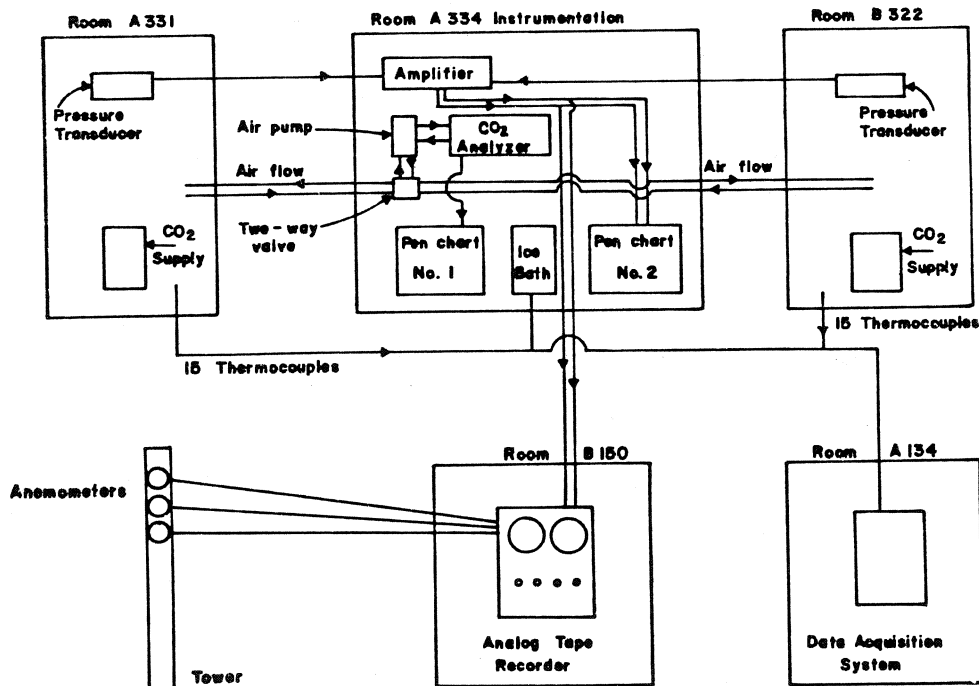 Room A 331
Room A 334 Instrumentation
Room B 322
Amplifier
Pressure
Transducer
Pressure
Transducer
Air pump
CO2
Analyzer
Air flow
Air flow
Two-way
valve
CO2
Supply
Pen chart
No. 1
Ice
Bath
Pen chart
No. 2
CO2
Supply
15 Thermocouples
15 Thermocouples
Room B 150
Room A 134
Anemometers
Analog Tape
Recorder
Data Acquisition
System
Tower